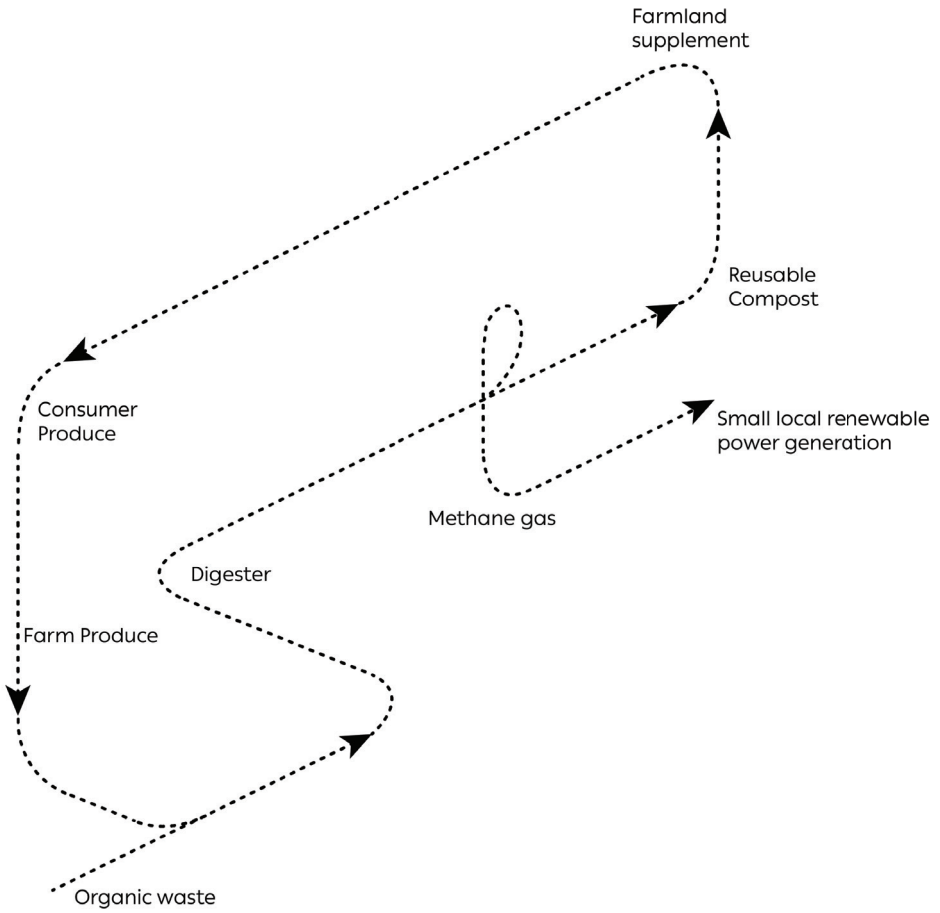 Farmland
supplement
Reusable
Compost
Consumer
Produce
Small local renewable
power generation
Methane gas
Digester
Farm Produce
Organic waste